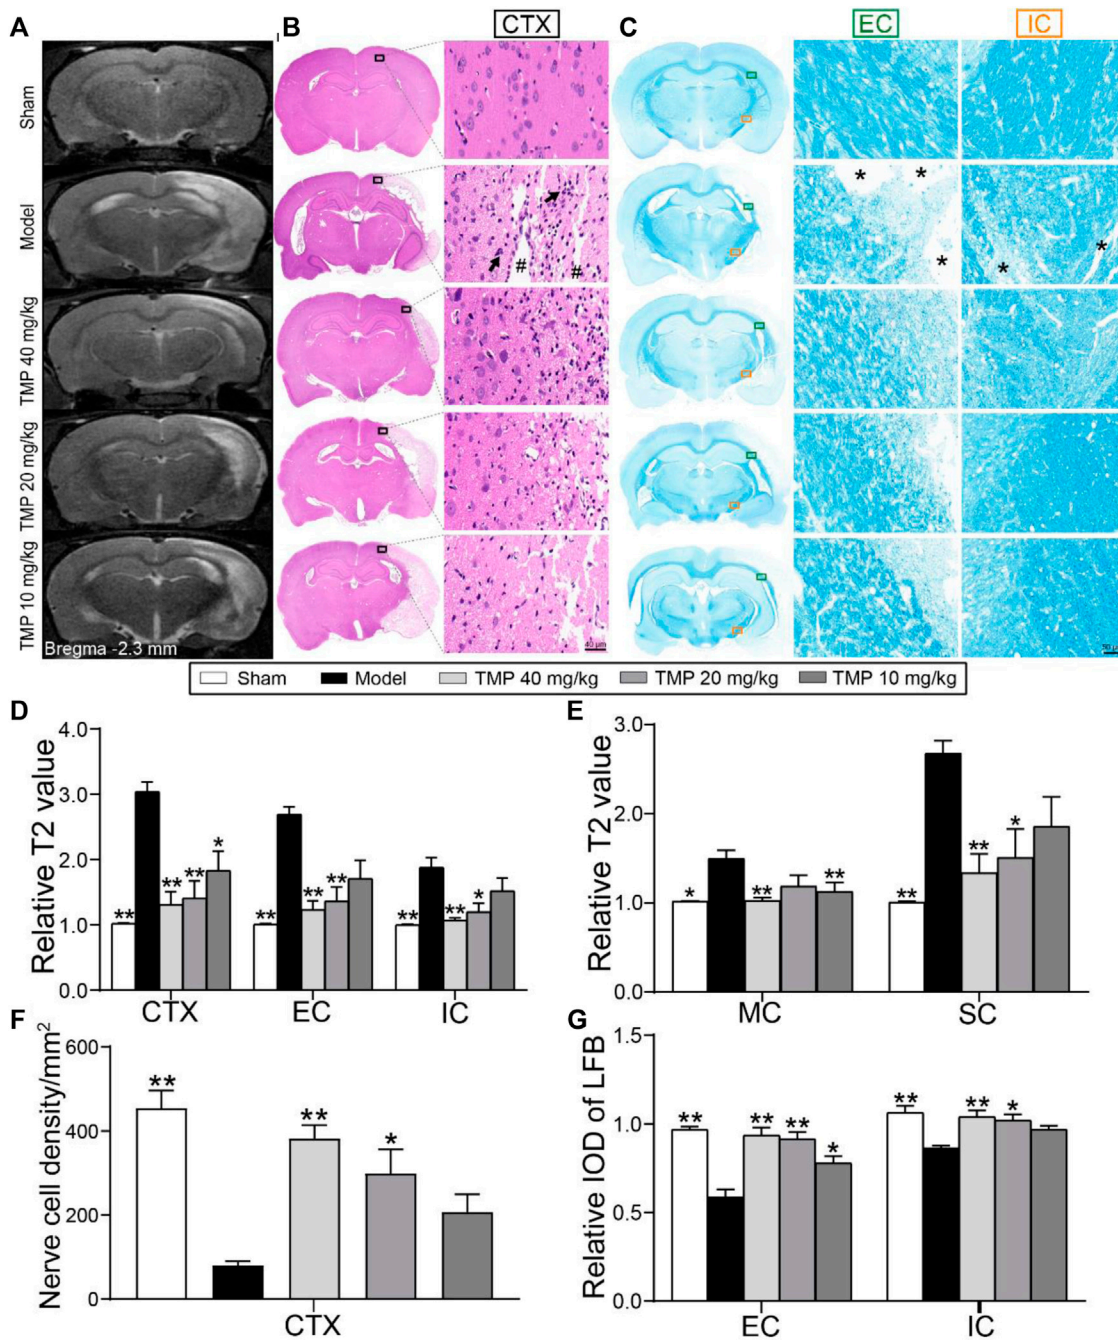 A
B
CTX
C
EC
IC
Sham
Model
TMP 40 mg/kg
TMP 20 mg/kg
TMP 10 mg/kg
# #
* * *
* *
Bregma -2.3 mm
40 µm
Sham Model TMP 40 mg/kg TMP 20 mg/kg TMP 10 mg/kg
D
Relative T2 value
4.0
3.0
2.0
1.0
0.0
** ** ** *
** ** **
** ** *
CTX EC IC
E
Relative T2 value
3.0
2.0
1.0
0.0
* ** **
** ** *
MC SC
F
Nerve cell density/mm²
600
400
200
0
** ** *
CTX
G
Relative IOD of LFB
1.5
1.0
0.5
0.0
** ** ** *
** ** *
EC IC